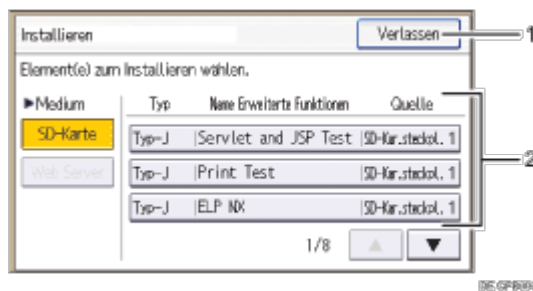 Installieren
Verlassen
1
Element(e) zum Installieren wählen.
►Medium
Typ
Name Erweiterte Funktionen
Quelle
SD-Karte
Typ-J
Servlet and JSP Test
SD-Kar.steckpl. 1
Web Server
Typ-J
Print Test
SD-Kar.steckpl. 1
2
Typ-J
ELP NX
SD-Kar.steckpl. 1
1/8
▲
▼